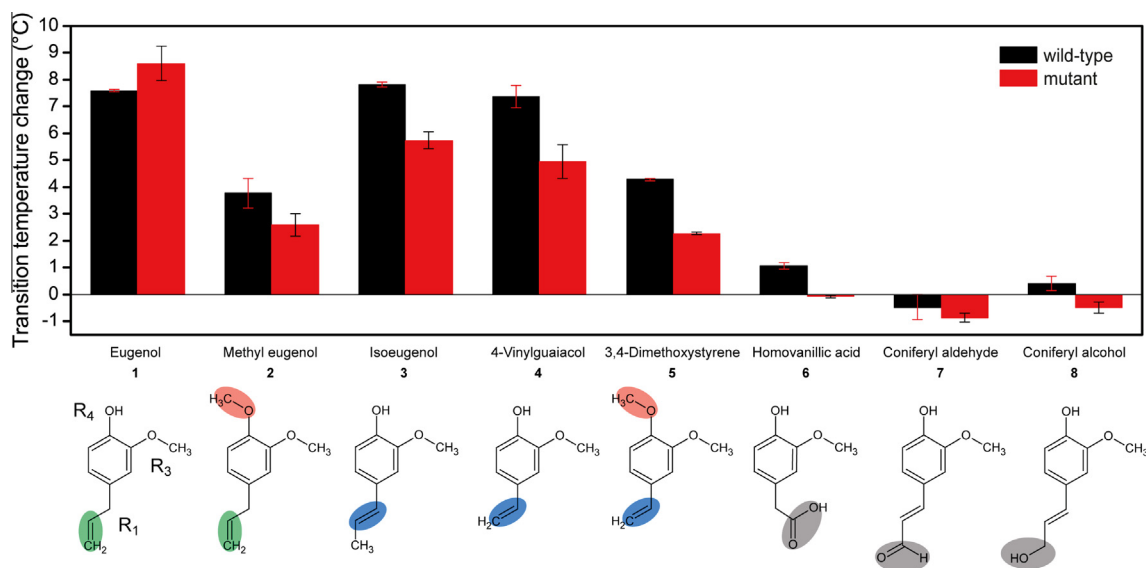 Transition temperature change (°C)
10
9
8
7
6
5
4
3
2
1
0
-1
wild-type
mutant
Eugenol
Methyl eugenol
Isoeugenol
4-Vinylguaiacol
3,4-Dimethoxystyrene
Homovanillic acid
Coniferyl aldehyde
Coniferyl alcohol
1
2
3
4
5
6
7
8
R4
OH
O
CH3
R3
R1
CH2
H3C
O
O
CH3
CH2
OH
O
CH3
CH3
OH
O
CH3
H2C
H3C
O
O
CH3
H2C
OH
O
CH3
OH
O
OH
O
CH3
O
H
OH
O
CH3
HO